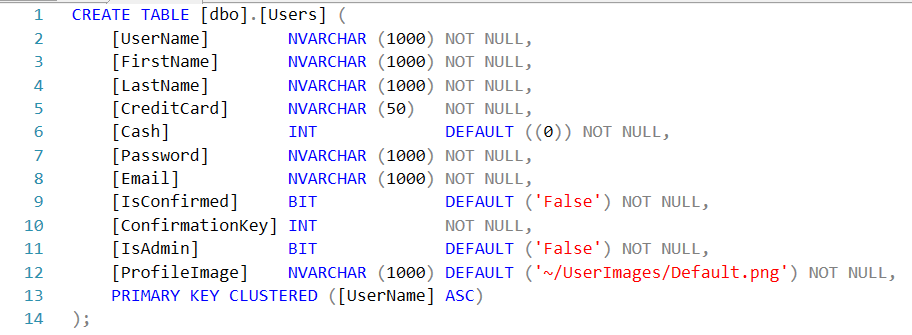 1 CREATE TABLE [dbo].[Users] (
2 [UserName] NVARCHAR (1000) NOT NULL,
3 [FirstName] NVARCHAR (1000) NOT NULL,
4 [LastName] NVARCHAR (1000) NOT NULL,
5 [CreditCard] NVARCHAR (50) NOT NULL,
6 [Cash] INT DEFAULT ((0)) NOT NULL,
7 [Password] NVARCHAR (1000) NOT NULL,
8 [Email] NVARCHAR (1000) NOT NULL,
9 [IsConfirmed] BIT DEFAULT ('False') NOT NULL,
10 [ConfirmationKey] INT NOT NULL,
11 [IsAdmin] BIT DEFAULT ('False') NOT NULL,
12 [ProfileImage] NVARCHAR (1000) DEFAULT ('~/UserImages/Default.png') NOT NULL,
13 PRIMARY KEY CLUSTERED ([UserName] ASC)
14 );